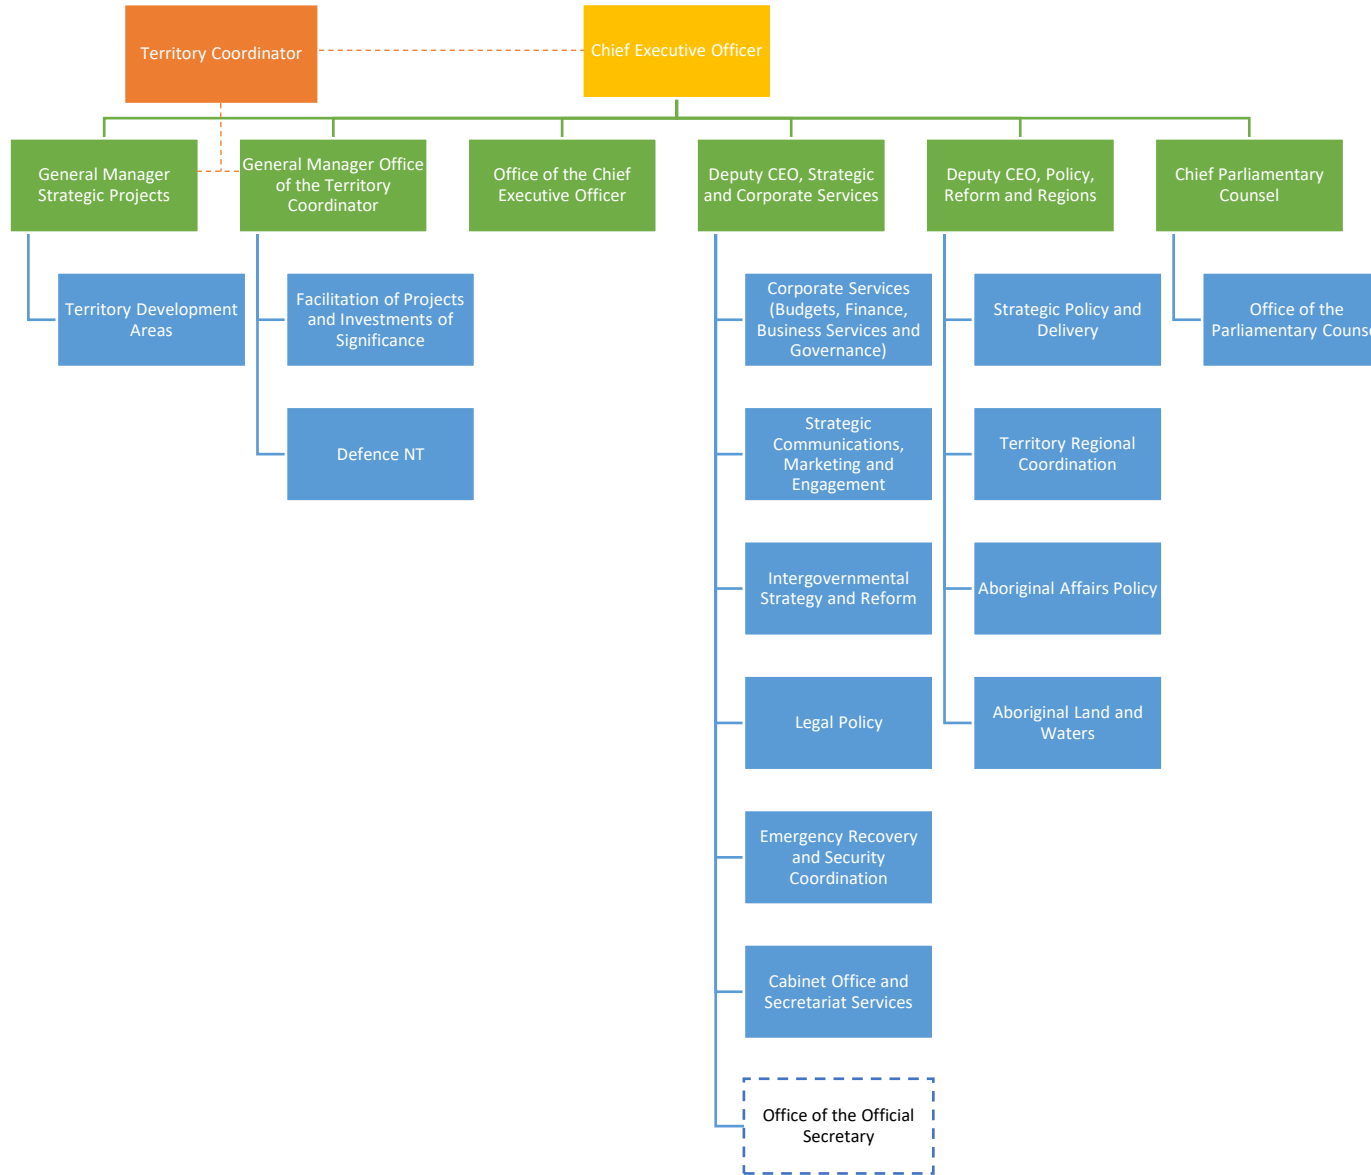 Territory Coordinator
Chief Executive Officer
General Manager
Strategic Projects
General Manager Office
of the Territory
Coordinator
Office of the Chief
Executive Officer
Deputy CEO, Strategic
and Corporate Services
Deputy CEO, Policy,
Reform and Regions
Chief Parliamentary
Counsel
Territory Development
Areas
Facilitation of Projects
and Investments of
Significance
Defence NT
Corporate Services
(Budgets, Finance,
Business Services and
Governance)
Strategic
Communications,
Marketing and
Engagement
Intergovernmental
Strategy and Reform
Legal Policy
Emergency Recovery
and Security
Coordination
Cabinet Office and
Secretariat Services
Office of the Official
Secretary
Strategic Policy and
Delivery
Territory Regional
Coordination
Aboriginal Affairs Policy
Aboriginal Land and
Waters
Office of the
Parliamentary Counse